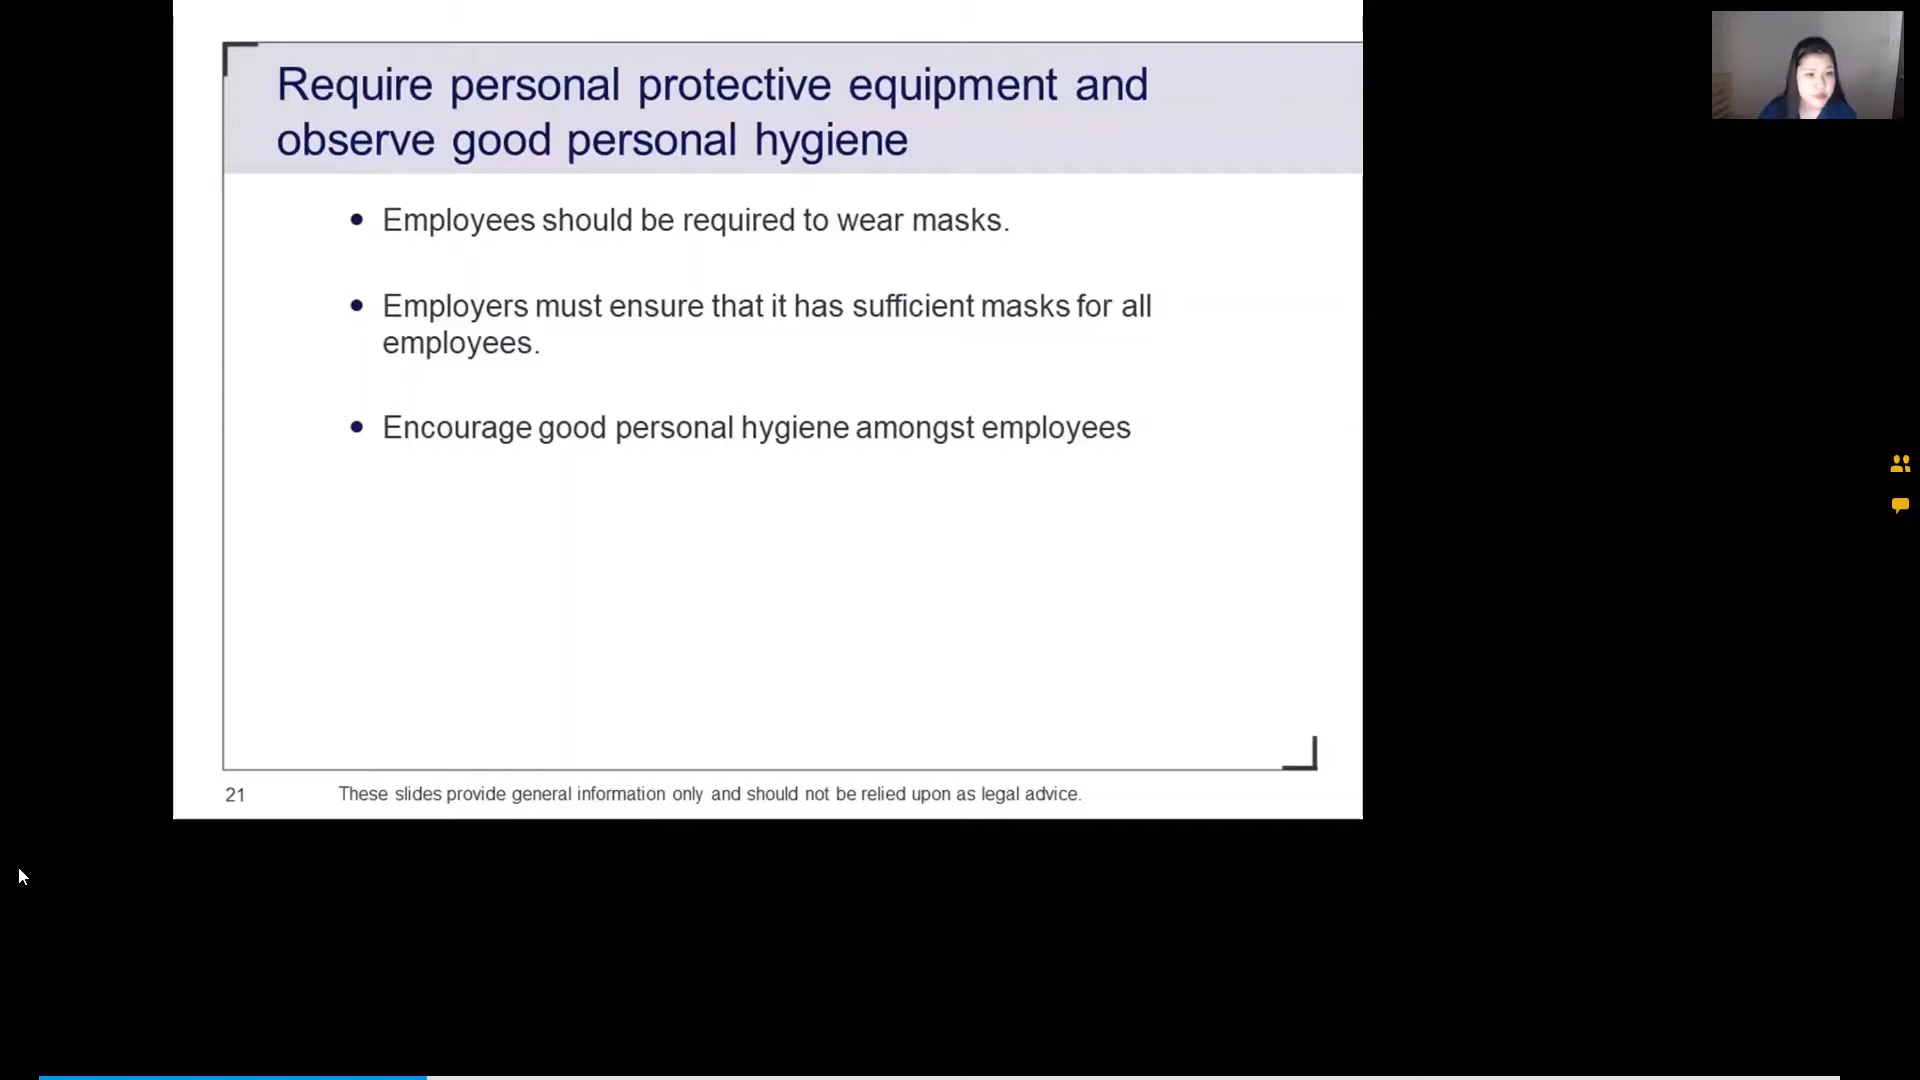 Require personal protective equipment and
observe good personal hygiene
Employees should be required to wear masks.
Employers must ensure that it has sufficient masks for all
employees.
Encourage good personal hygiene amongst employees
21 These slides provide general information only and should not be relied upon as legal advice.